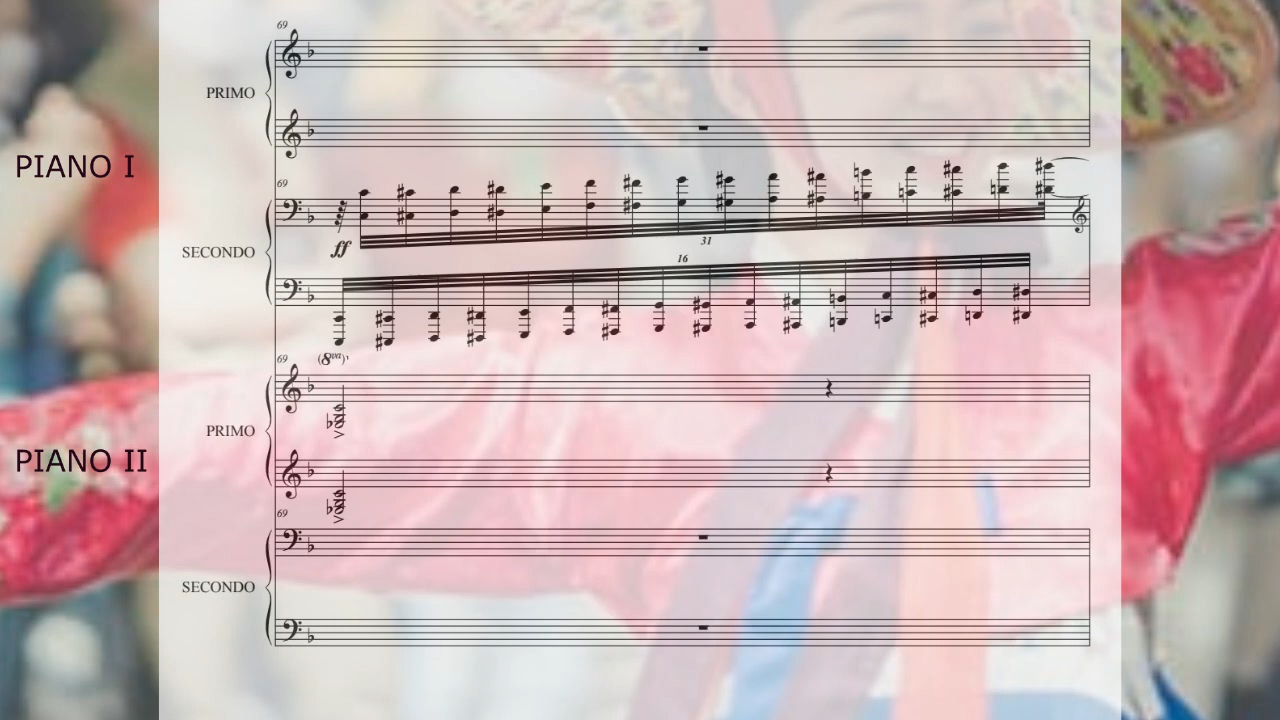 69
PRIMO
PIANO I
69
ff
31
SECONDO
16
69
(8va)
PRIMO
PIANO II
69
SECONDO